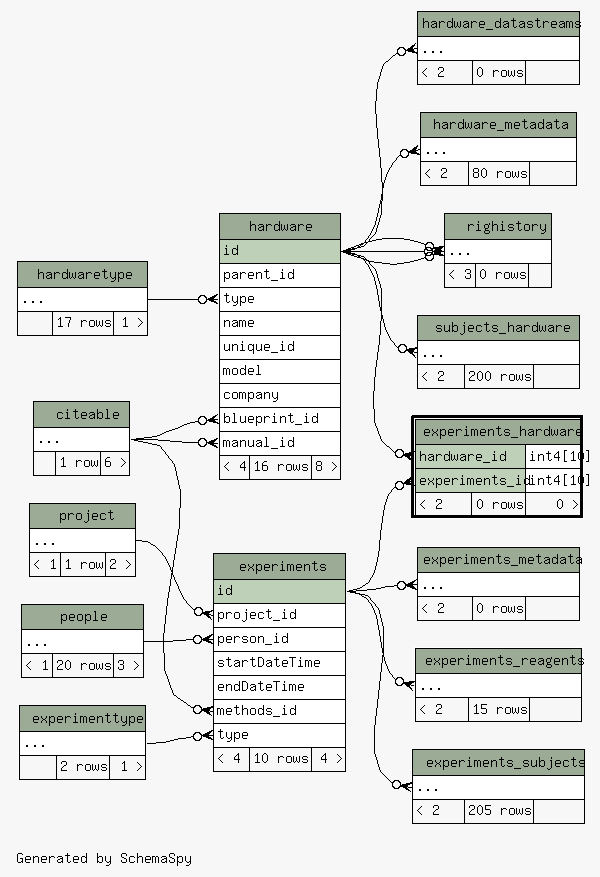 hardware_datastreams
...
< 2 0 rows
hardware_metadata
...
< 2 80 rows
hardware
id
parent_id
type
name
unique_id
model
company
blueprint_id
manual_id
< 4 16 rows 8 >
righistory
...
< 3 0 rows
hardwaretype
...
17 rows 1 >
subjects_hardware
...
< 2 200 rows
citeable
...
1 row 6 >
experiments_hardware
hardware_id int4[10]
experiments_id int4[10]
< 2 0 rows 0 >
project
...
< 1 1 row 2 >
experiments
id
project_id
person_id
startDateTime
endDateTime
methods_id
type
< 4 10 rows 4 >
experiments_metadata
...
< 2 0 rows
people
...
< 1 20 rows 3 >
experiments_reagents
...
< 2 15 rows
experimenttype
...
2 rows 1 >
experiments_subjects
...
< 2 205 rows
Generated by SchemaSpy